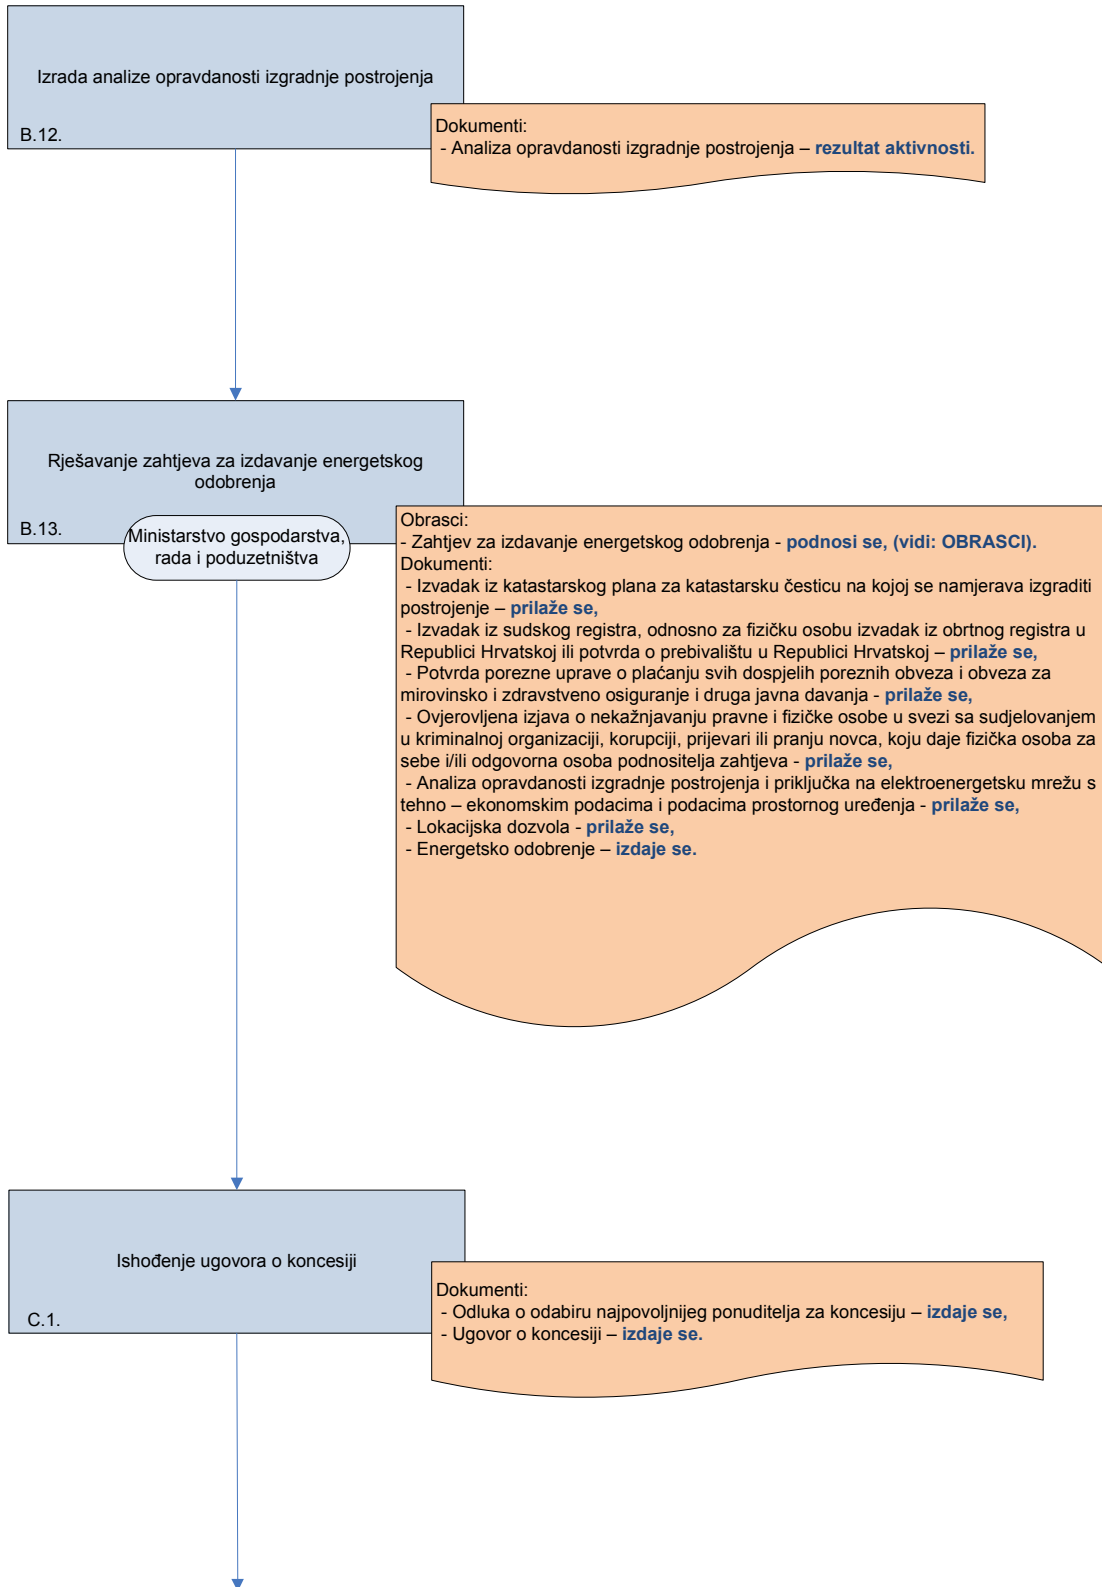 Izrada analize opravdanosti izgradnje postrojenja
B.12.
Dokumenti:
- Analiza opravdanosti izgradnje postrojenja – rezultat aktivnosti.
Rješavanje zahtjeva za izdavanje energetskog
odobrenja
B.13.
Ministarstvo gospodarstva,
rada i poduzetništva
Obrasci:
- Zahtjev za izdavanje energetskog odobrenja - podnosi se, (vidi: OBRASCI).
Dokumenti:
- Izvadak iz katastarskog plana za katastarsku česticu na kojoj se namjerava izgraditi
postrojenje – prilaže se,
- Izvadak iz sudskog registra, odnosno za fizičku osobu izvadak iz obrtnog registra u
Republici Hrvatskoj ili potvrda o prebivalištu u Republici Hrvatskoj – prilaže se,
- Potvrda porezne uprave o plaćanju svih dospjelih poreznih obveza i obveza za
mirovinsko i zdravstveno osiguranje i druga javna davanja - prilaže se,
- Ovjerovljena izjava o nekažnjavanju pravne i fizičke osobe u svezi sa sudjelovanjem
u kriminalnoj organizaciji, korupciji, prijevari ili pranju novca, koju daje fizička osoba za
sebe i/ili odgovorna osoba podnositelja zahtjeva - prilaže se,
- Analiza opravdanosti izgradnje postrojenja i priključka na elektroenergetsku mrežu s
tehno – ekonomskim podacima i podacima prostornog uređenja - prilaže se,
- Lokacijska dozvola - prilaže se,
- Energetsko odobrenje – izdaje se.
Ishođenje ugovora o koncesiji
C.1.
Dokumenti:
- Odluka o odabiru najpovoljnijeg ponuditelja za koncesiju – izdaje se,
- Ugovor o koncesiji – izdaje se.